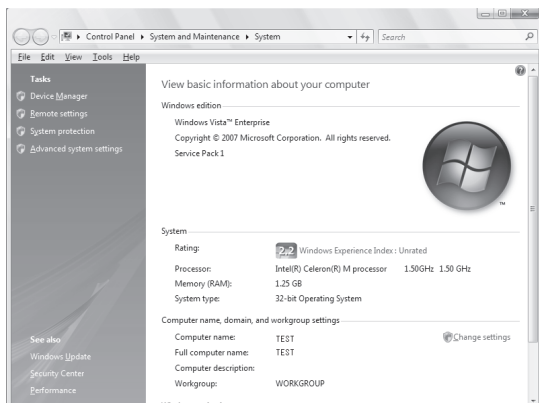 Control Panel ▸ System and Maintenance ▸ System
Search
File Edit View Tools Help
Tasks
Device Manager
Remote settings
System protection
Advanced system settings
See also
Windows Update
Security Center
Performance
View basic information about your computer
Windows edition
Windows Vista™ Enterprise
Copyright © 2007 Microsoft Corporation. All rights reserved.
Service Pack 1
TM
System
Rating: 2,2 Windows Experience Index : Unrated
Processor: Intel(R) Celeron(R) M processor 1.50GHz 1.50 GHz
Memory (RAM): 1.25 GB
System type: 32-bit Operating System
Computer name, domain, and workgroup settings
Computer name: TEST Change settings
Full computer name: TEST
Computer description:
Workgroup: WORKGROUP